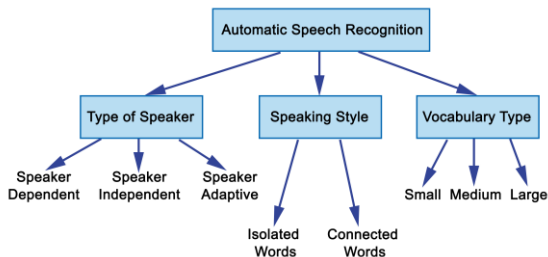 Automatic Speech Recognition
Type of Speaker
Speaking Style
Vocabulary Type
Speaker
Dependent
Speaker
Independent
Speaker
Adaptive
Isolated
Words
Connected
Words
Small
Medium
Large